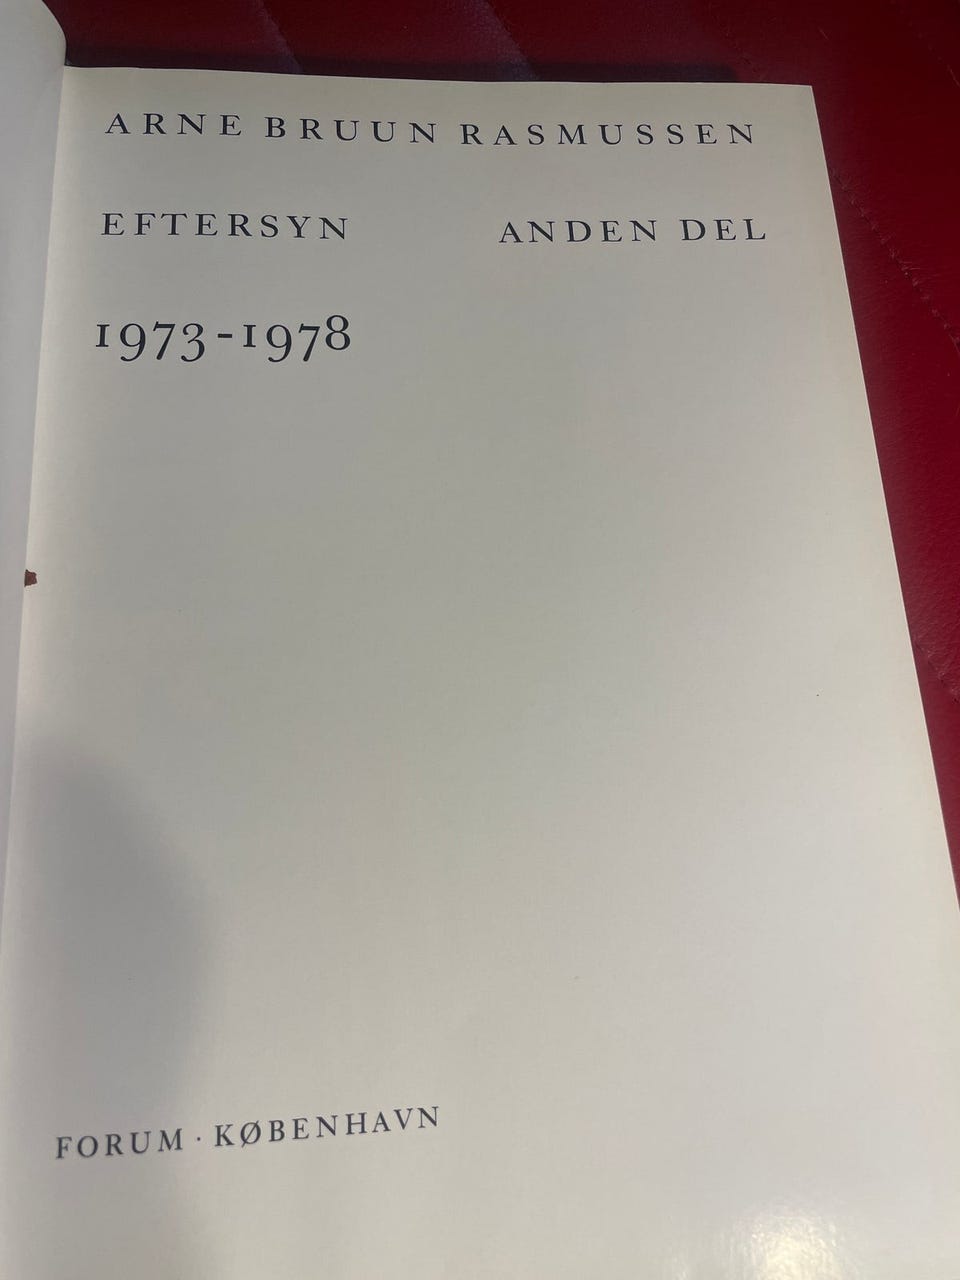 ARNE BRUUN RASMUSSEN
EFTERSYN ANDEN DEL
1973-1978
FORUM · KØBENHAVN